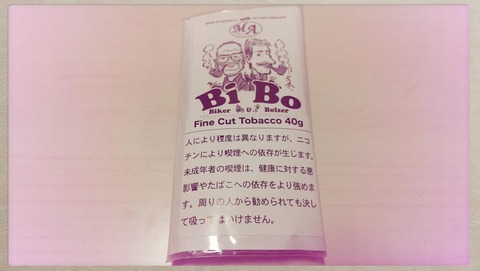 MA
Bi Bo
Biker & Bolzer
Fine Cut Tobacco 40g
人により程度は異なりますが、ニコ
チンにより喫煙への依存が生じます。
未成年者の喫煙は、健康に対する悪
影響やたばこへの依存をより強めま
す。周りの人から勧められても決し
て吸ってはいけません。